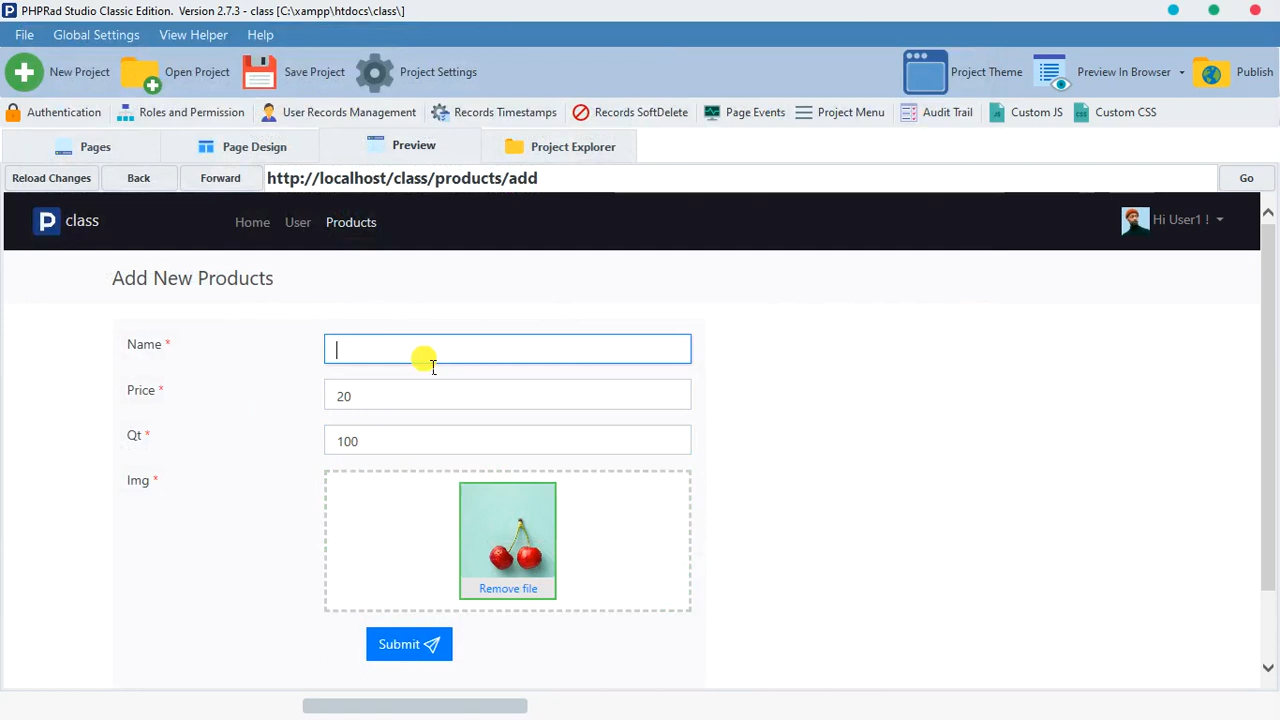 PHPRad Studio Classic Edition. Version 2.7.3 - class [C:\xampp\htdocs\class\]
File Global Settings View Helper Help
New Project Open Project Save Project Project Settings Project Theme Preview In Browser Publish
Authentication Roles and Permission User Records Management Records Timestamps Records SoftDelete Page Events Project Menu Audit Trail Custom JS Custom CSS
Pages Page Design Preview Project Explorer
Reload Changes Back Forward http://localhost/class/products/add Go
P class Home User Products Hi User1 !
Add New Products
Name *
Price * 20
Qt * 100
Img *
Remove file
Submit